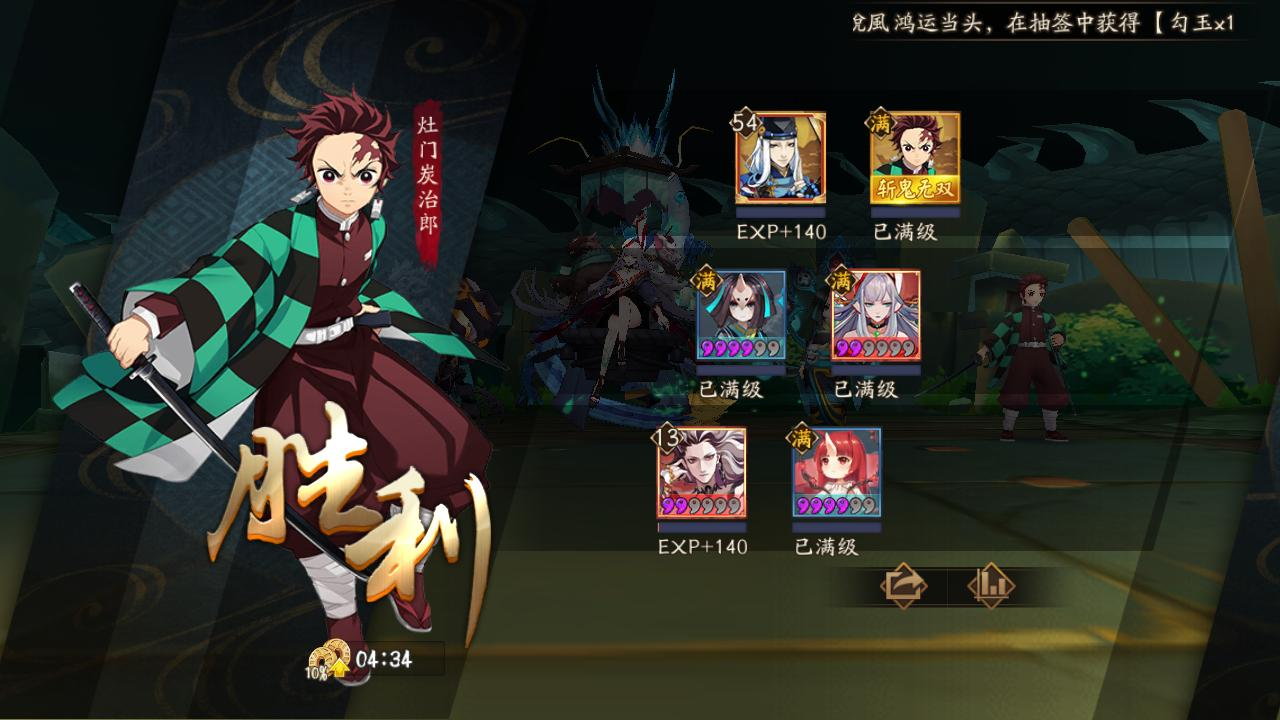 兌風 鸿运当头，在抽签中获得【勾玉x1
灶门炭治郎
54
满
斩鬼无双
EXP+140
已满级
满
满
已满级
已满级
13
满
EXP+140
已满级
胜利
10%
04:34